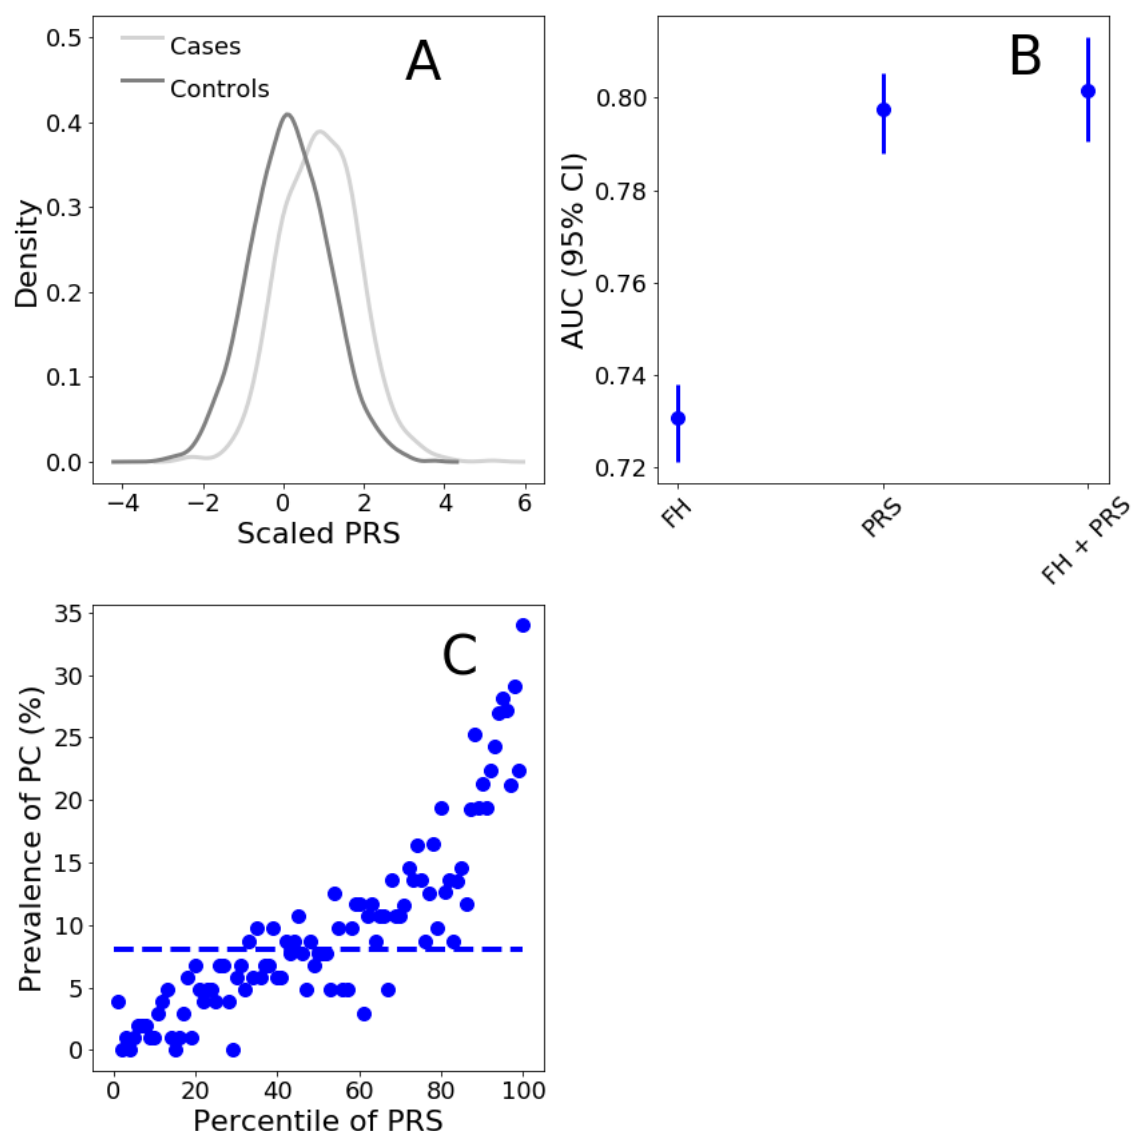 A
Cases
Controls
0.5
0.4
0.3
0.2
0.1
0.0
Density
−4
−2
0
2
4
6
Scaled PRS
B
0.80
0.78
0.76
0.74
0.72
AUC (95% CI)
FH
PRS
FH + PRS
C
35
30
25
20
15
10
5
0
Prevalence of PC (%)
0
20
40
60
80
100
Percentile of PRS